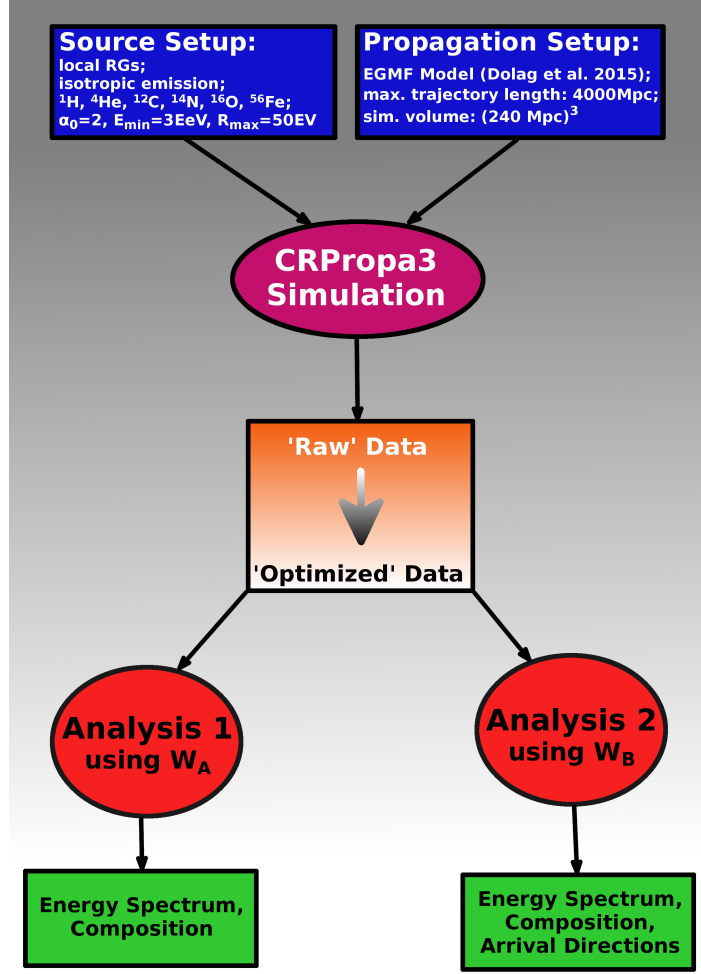 Source Setup:
local RGs;
isotropic emission;
¹H, ⁴He, ¹²C, ¹⁴N, ¹⁶O, ⁵⁶Fe;
α₀=2, Eₘᵢₙ=3EeV, Rₘₐₓ=50EV
Propagation Setup:
EGMF Model (Dolag et al. 2015);
max. trajectory length: 4000Mpc;
sim. volume: (240 Mpc)³
CRPropa3
Simulation
'Raw' Data
'Optimized' Data
Analysis 1
using W_A
Analysis 2
using W_B
Energy Spectrum,
Composition
Energy Spectrum,
Composition,
Arrival Directions